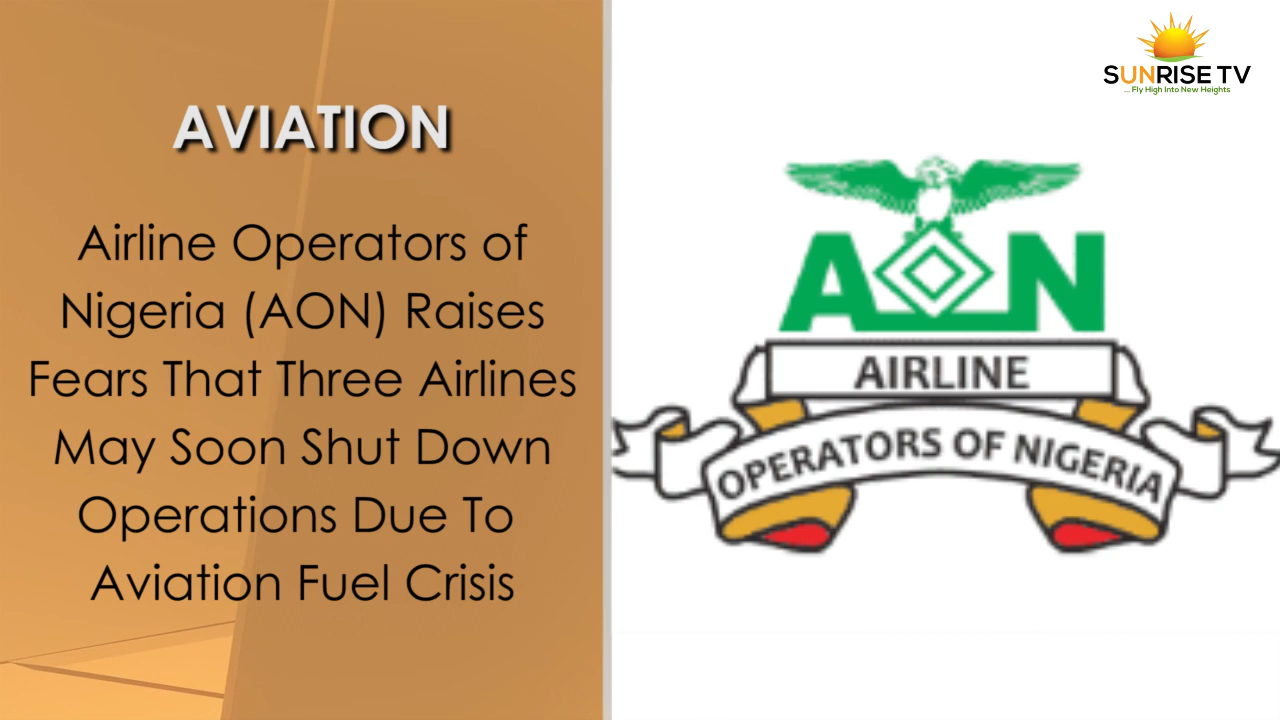 AVIATION
Airline Operators of
Nigeria (AON) Raises
Fears That Three Airlines
May Soon Shut Down
Operations Due To
Aviation Fuel Crisis
SUNRISE TV
... Fly High Into New Heights
AON
AIRLINE
OPERATORS OF NIGERIA